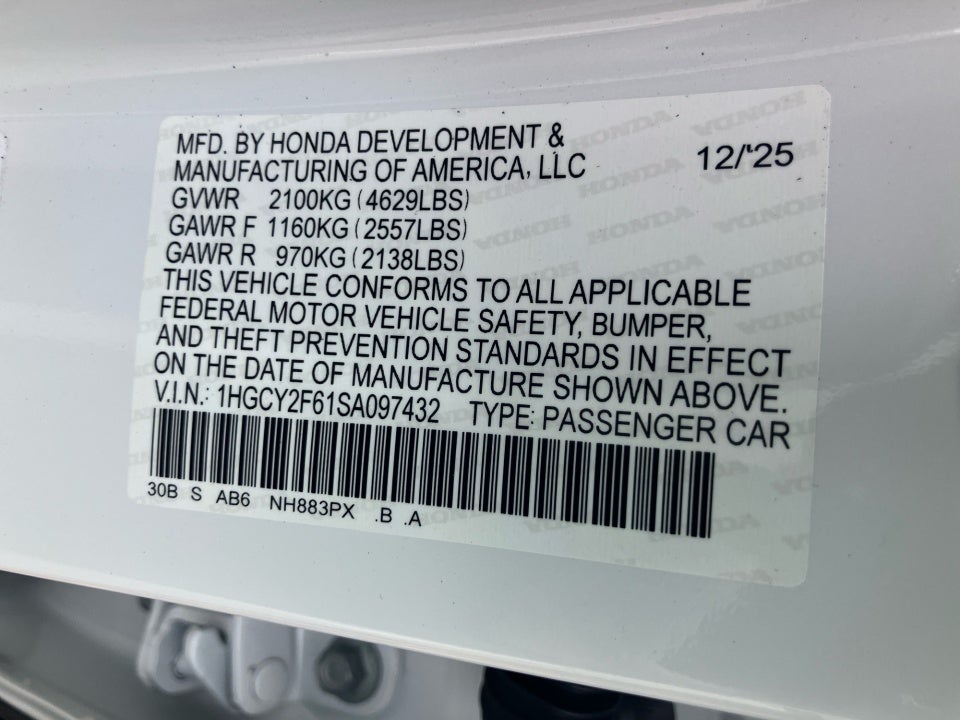 MFD. BY HONDA DEVELOPMENT &
MANUFACTURING OF AMERICA, LLC
12/'25
GVWR 2100KG (4629LBS)
GAWR F 1160KG (2557LBS)
GAWR R 970KG (2138LBS)
THIS VEHICLE CONFORMS TO ALL APPLICABLE
FEDERAL MOTOR VEHICLE SAFETY, BUMPER,
AND THEFT PREVENTION STANDARDS IN EFFECT
ON THE DATE OF MANUFACTURE SHOWN ABOVE.
V.I.N.: 1HGCY2F61SA097432 TYPE: PASSENGER CAR
30B S AB6 NH883PX .B .A